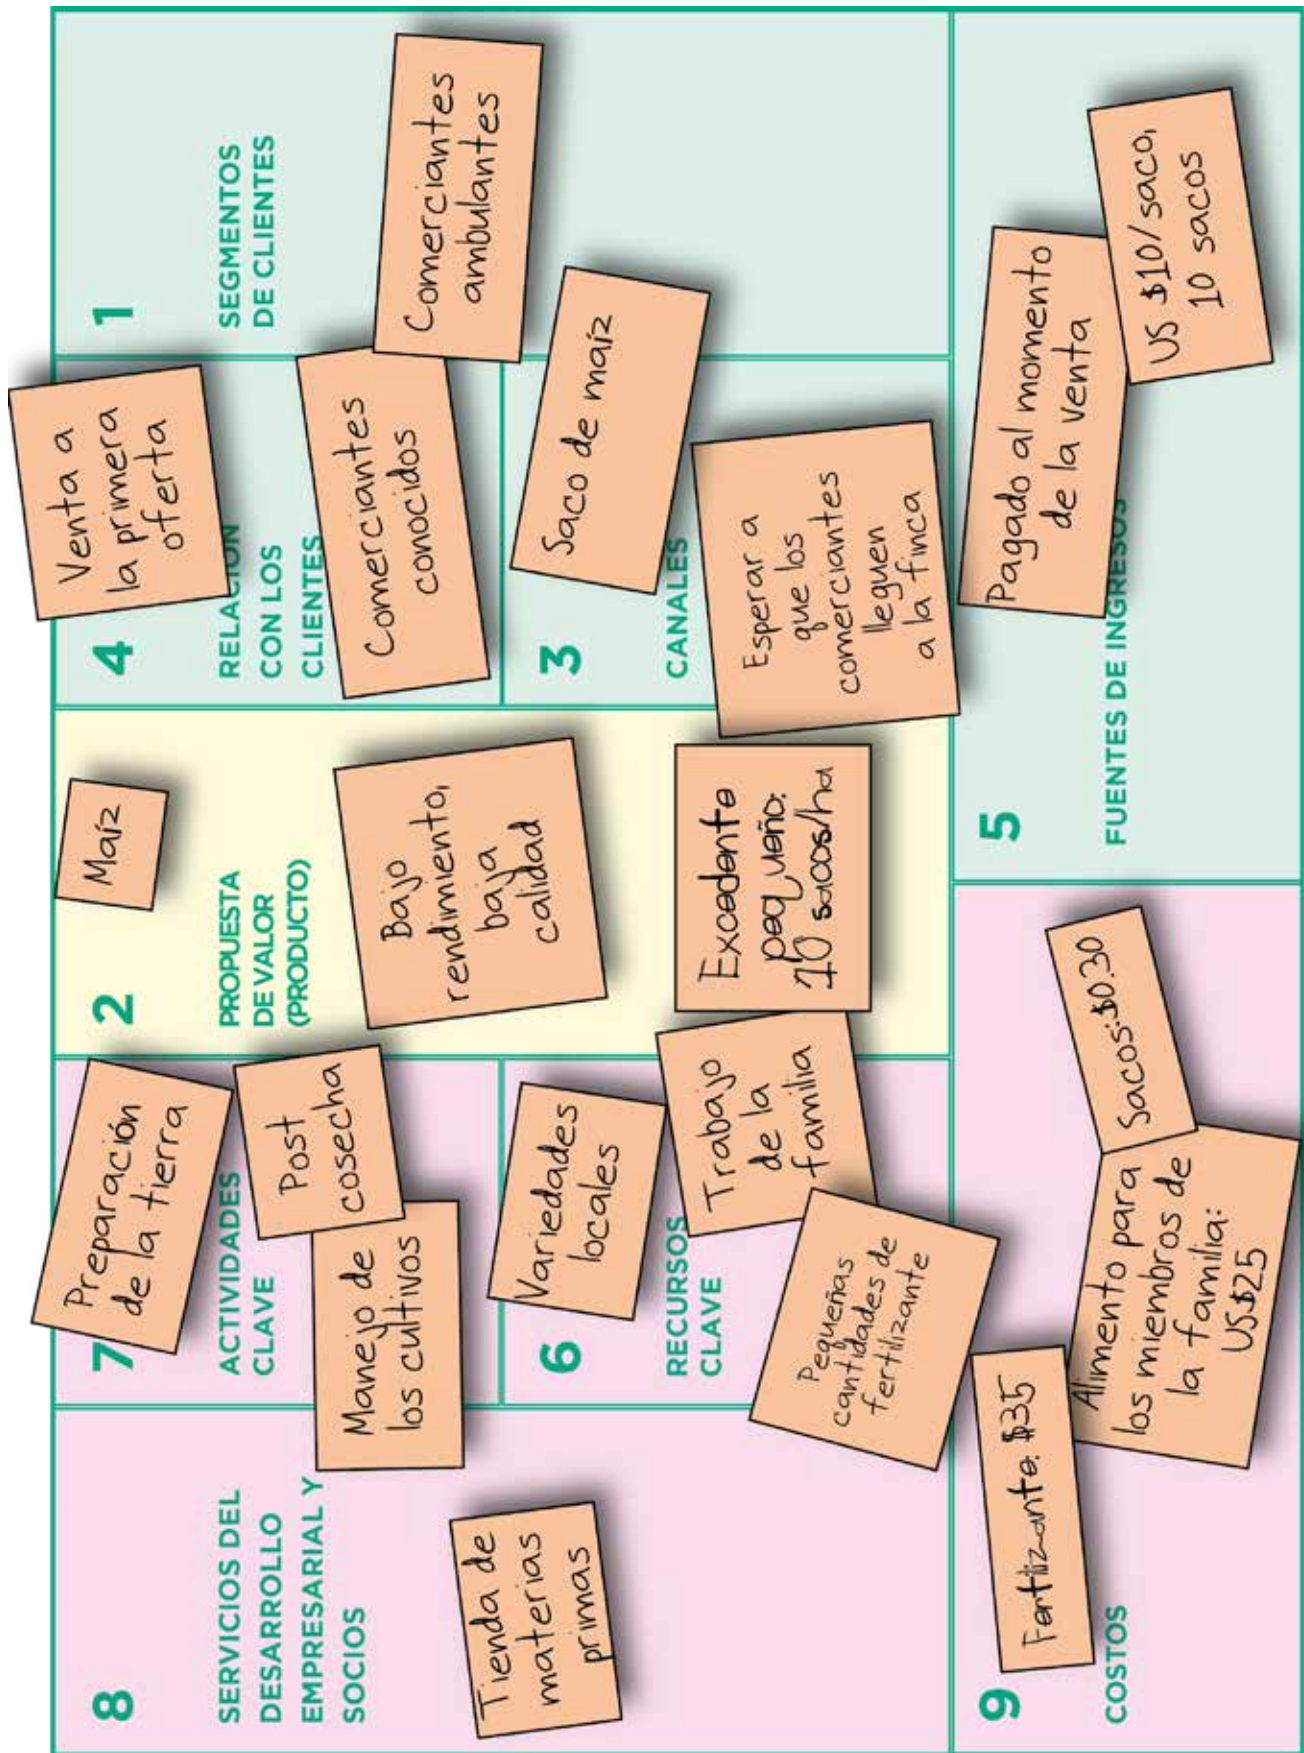 8
SERVICIOS DEL
DESARROLLO
EMPRESARIAL Y
SOCIOS
Tienda de
materias
primas
7
ACTIVIDADES
CLAVE
Preparación
de la tierra
Post
cosecha
Manejo de
los cultivos
6
RECURSOS
CLAVE
Variedades
locales
Trabajo
de la
familia
Pequeñas
cantidades de
fertilizante
2
PROPUESTA
DE VALOR
(PRODUCTO)
Maíz
Bajo
rendimiento,
baja
calidad
Excedente
pequeño:
10 sacos/ha
4
RELACIÓN
CON LOS
CLIENTES
Venta a
la primera
oferta
Comerciantes
conocidos
3
CANALES
Saco de maíz
Esperar a
que los
comerciantes
lleguen
a la finca
1
SEGMENTOS
DE CLIENTES
Comerciantes
ambulantes
9
COSTOS
Fertilizante: $35
Alimento para
los miembros de
la familia:
US$25
Sacos:$0.30
5
FUENTES DE INGRESOS
Pagado al momento
de la venta
US $10/saco,
10 sacos